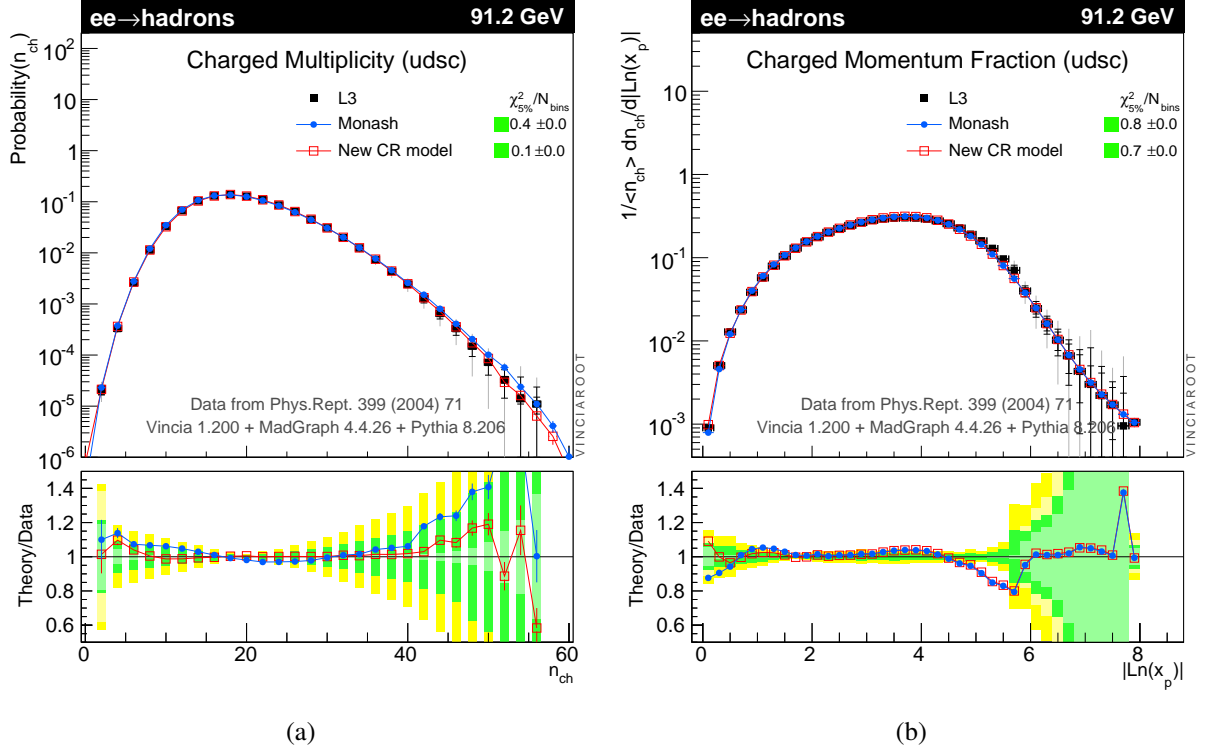 ee→hadrons 91.2 GeV
Probability(n_ch)
Charged Multiplicity (udsc)
L3
Monash
New CR model
χ²_5%/N_bins
0.4 ±0.0
0.1 ±0.0
10²
10
1
10⁻¹
10⁻²
10⁻³
10⁻⁴
10⁻⁵
10⁻⁶
Data from Phys.Rept. 399 (2004) 71
Vincia 1.200 + MadGraph 4.4.26 + Pythia 8.206
VINCIAROOT
Theory/Data
1.4
1.2
1
0.8
0.6
0 20 40 60
n_ch
(a)
ee→hadrons 91.2 GeV
1/<n_ch> dn_ch/d|Ln(x_p)|
Charged Momentum Fraction (udsc)
L3
Monash
New CR model
χ²_5%/N_bins
0.8 ±0.0
0.7 ±0.0
10
1
10⁻¹
10⁻²
10⁻³
Data from Phys.Rept. 399 (2004) 71
Vincia 1.200 + MadGraph 4.4.26 + Pythia 8.206
VINCIAROOT
Theory/Data
1.4
1.2
1
0.8
0.6
0 2 4 6 8
|Ln(x_p)|
(b)